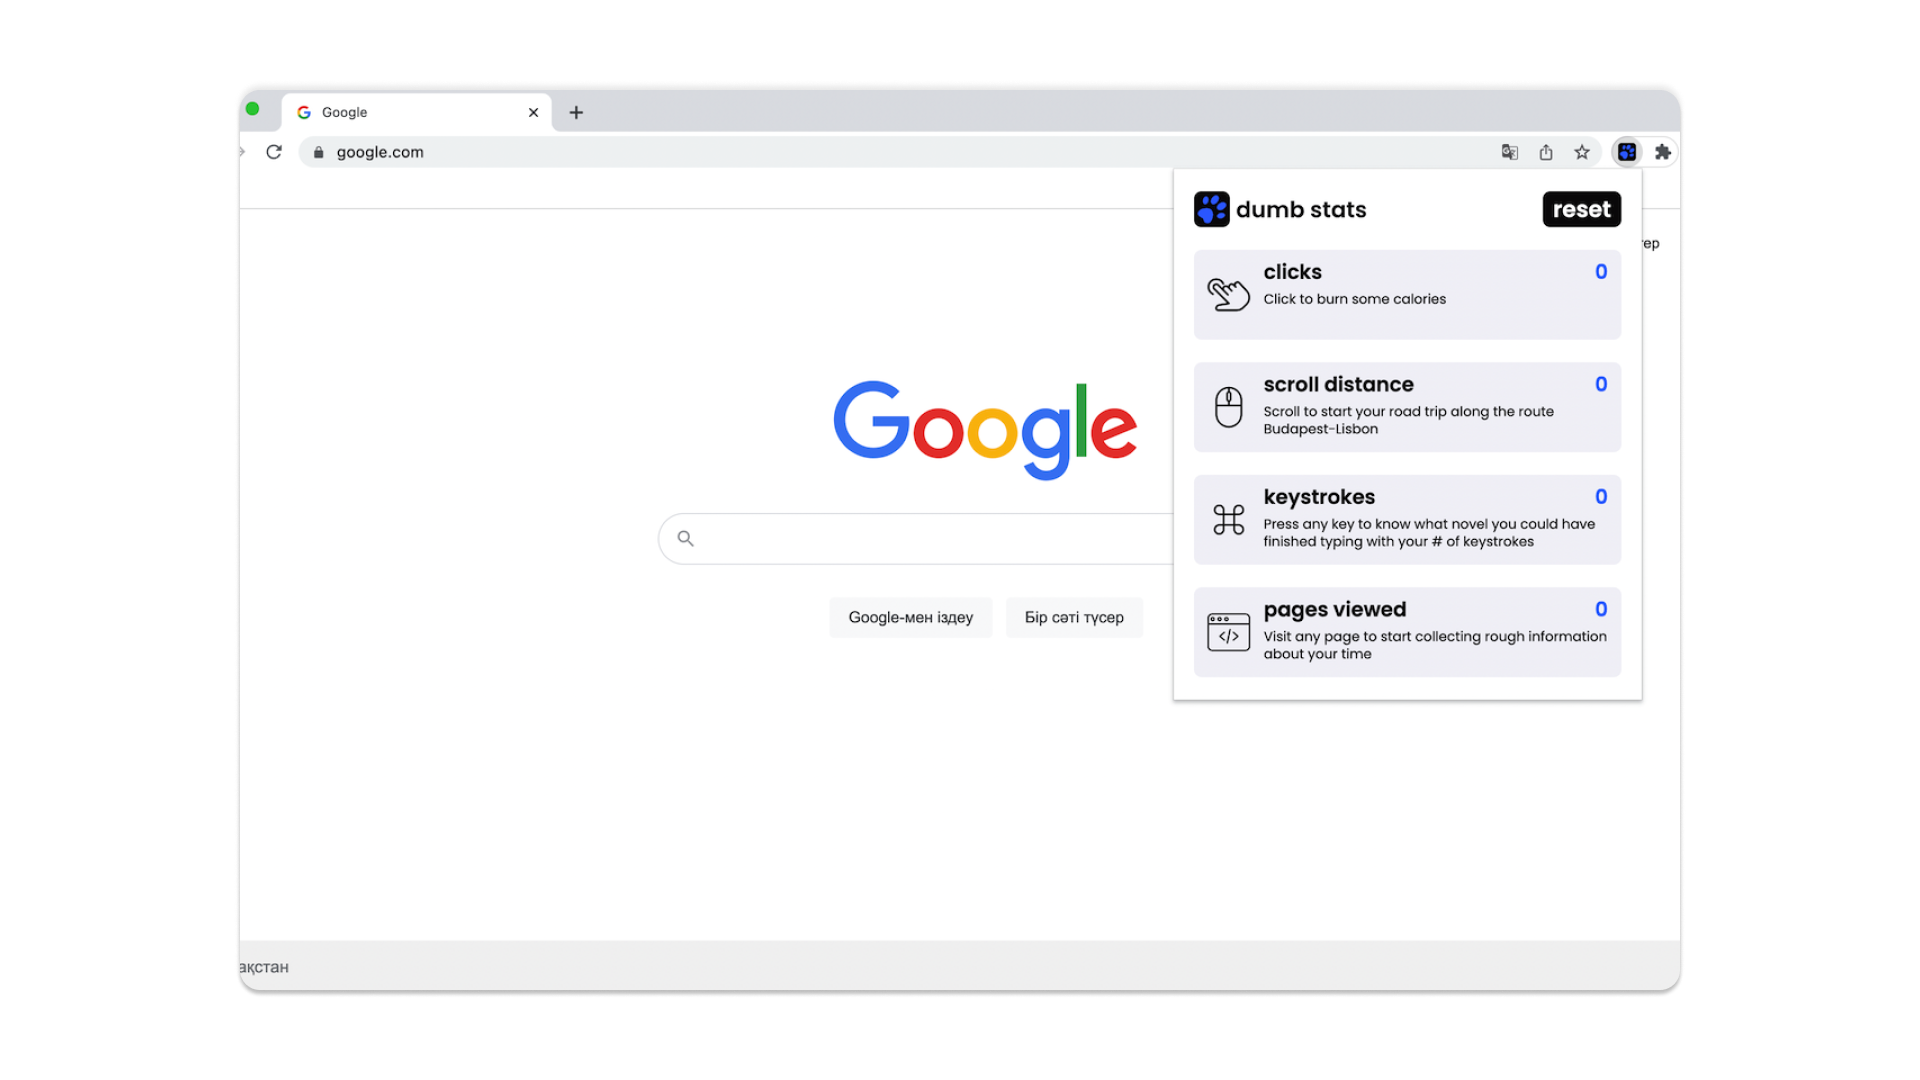 Google
google.com
dumb stats
reset
clicks
0
Click to burn some calories
scroll distance
0
Scroll to start your road trip along the route
Budapest-Lisbon
keystrokes
0
Press any key to know what novel you could have
finished typing with your # of keystrokes
pages viewed
0
Visit any page to start collecting rough information
about your time
Google
Google-мен іздеу
Бір сәті түсер
ақстан